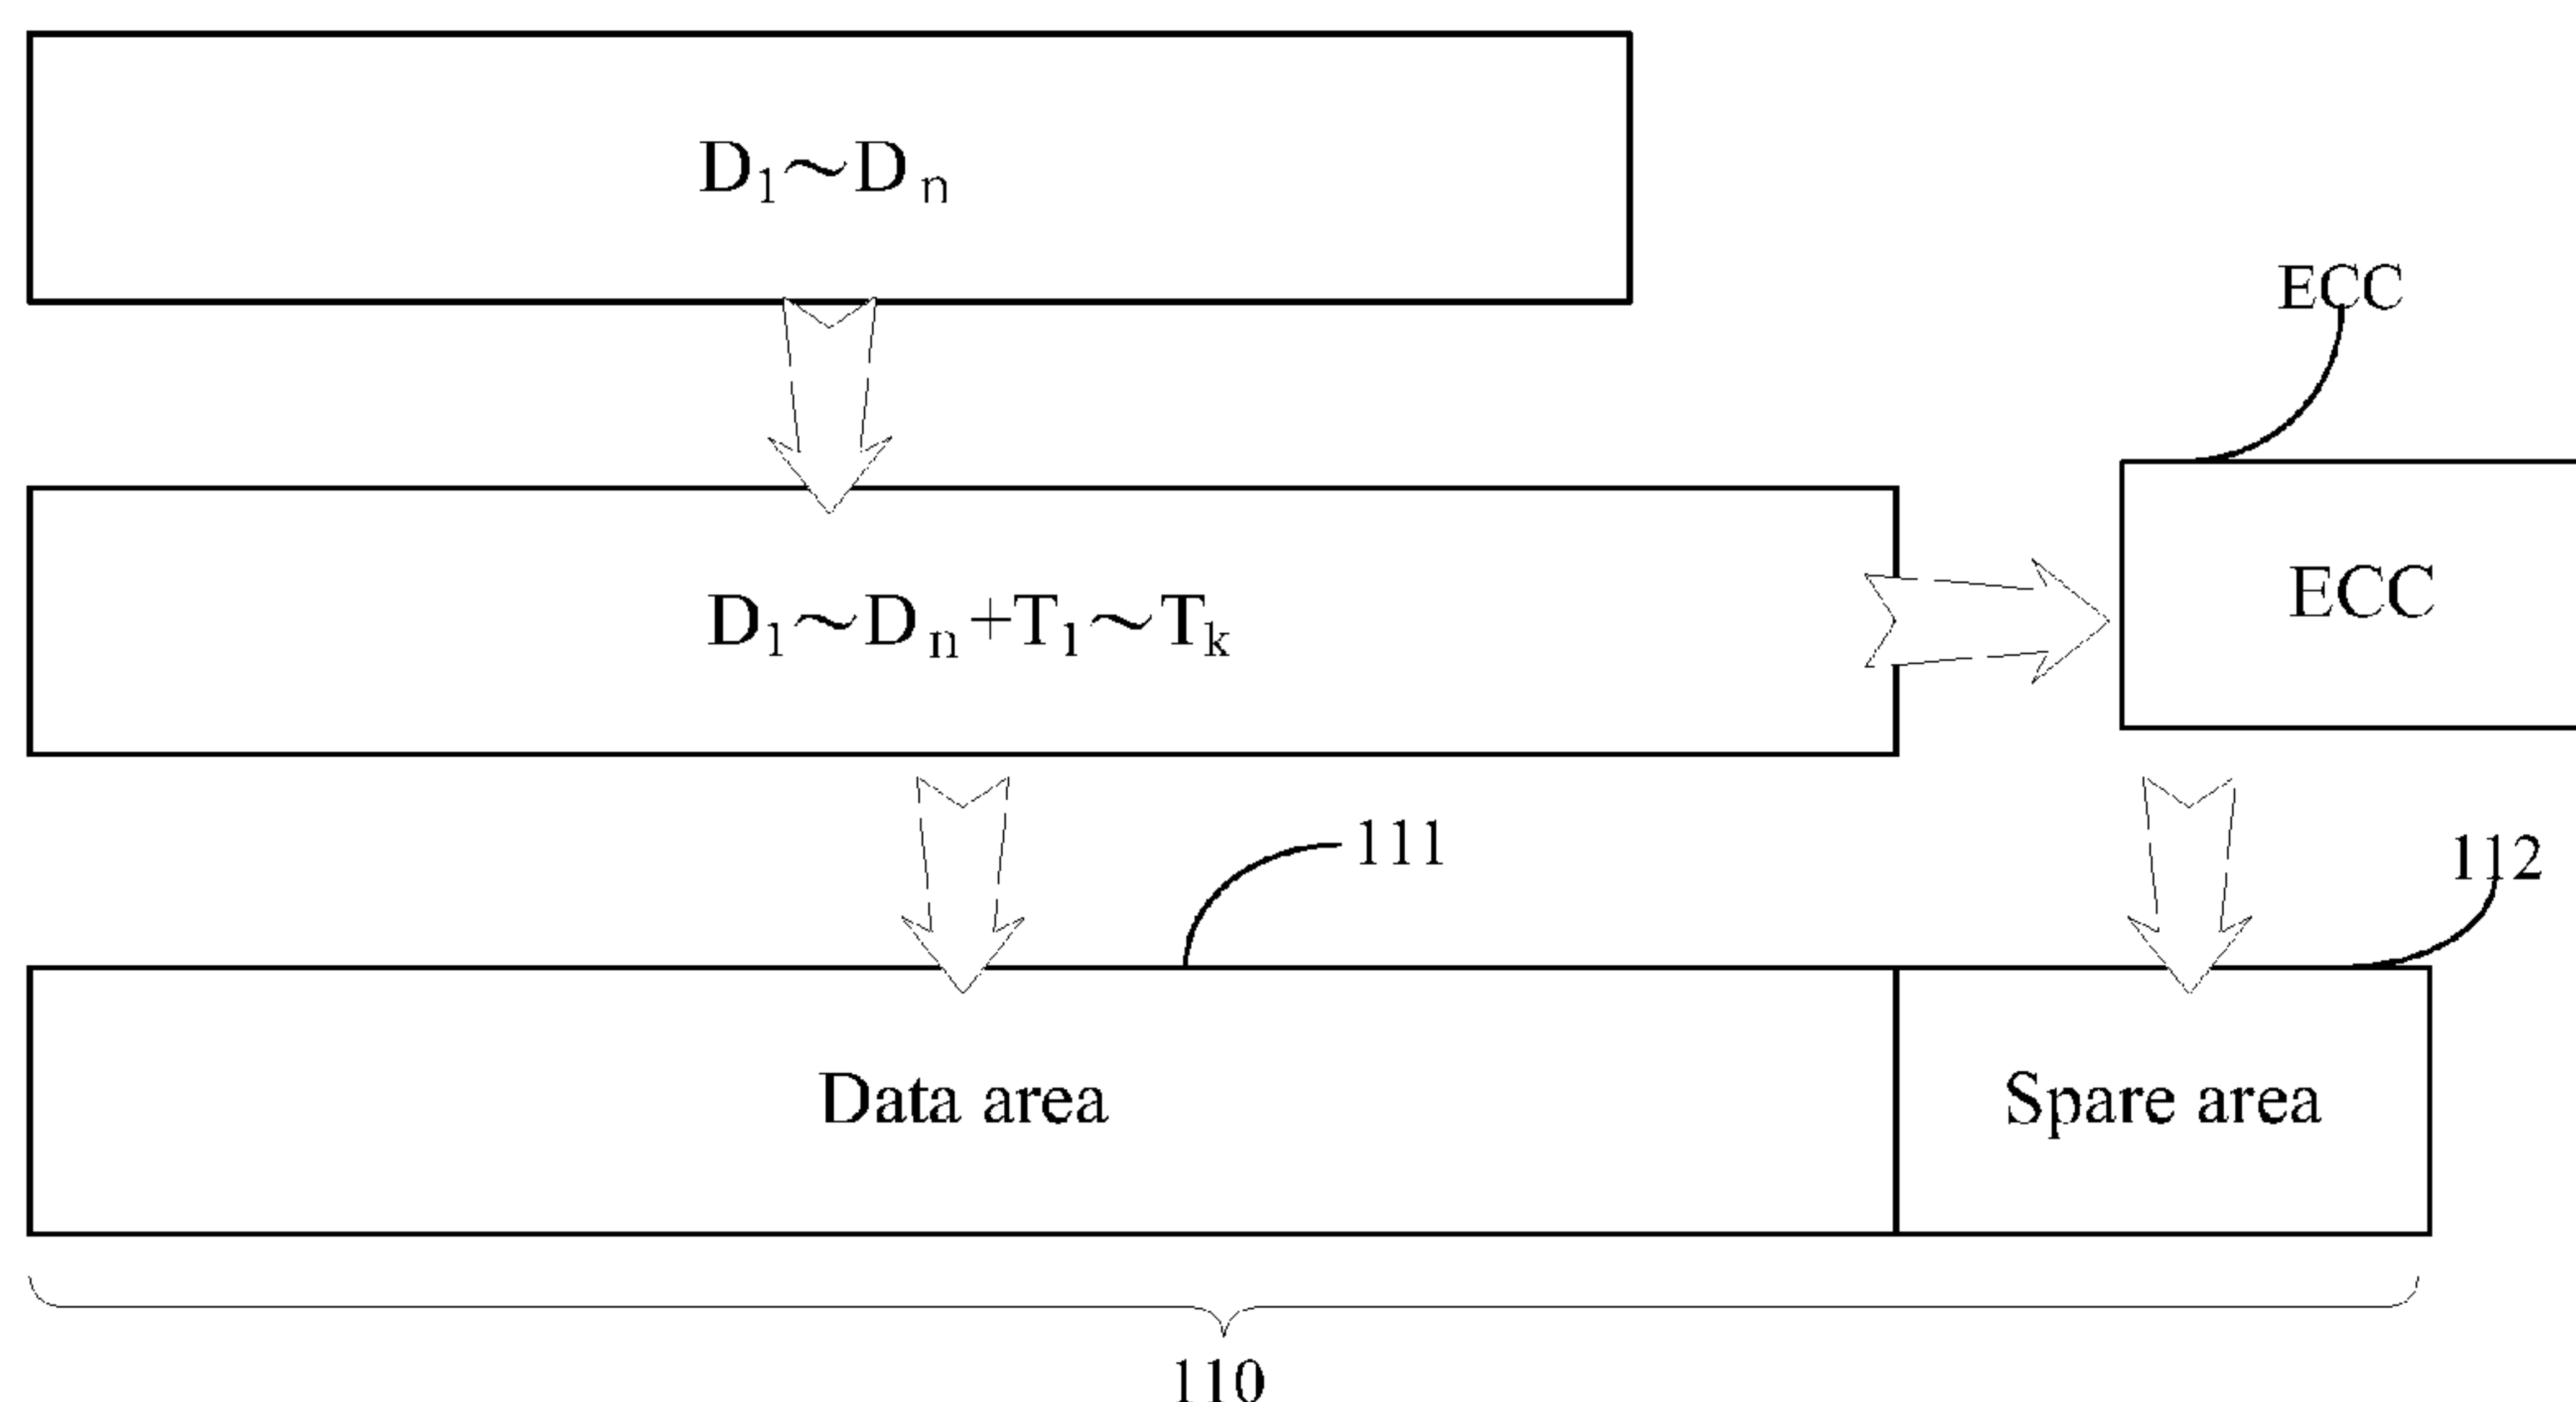 D₁~Dₙ
ECC
D₁~Dₙ+T₁~Tₖ
ECC
111
112
Data area
Spare area
110